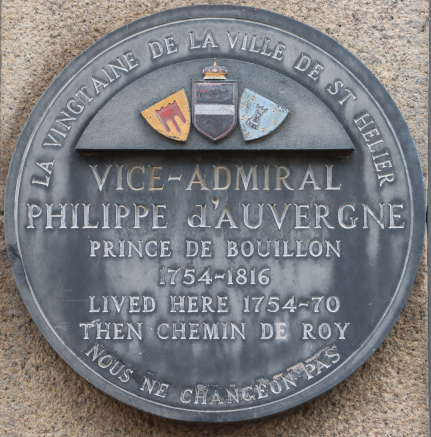 LA VINGTAINE DE LA VILLE DE ST HELIER
VICE-ADMIRAL
PHILIPPE d'AUVERGNE
PRINCE DE BOUILLON
1754-1816
LIVED HERE 1754-70
THEN CHEMIN DE ROY
NOUS NE CHANGEON PAS